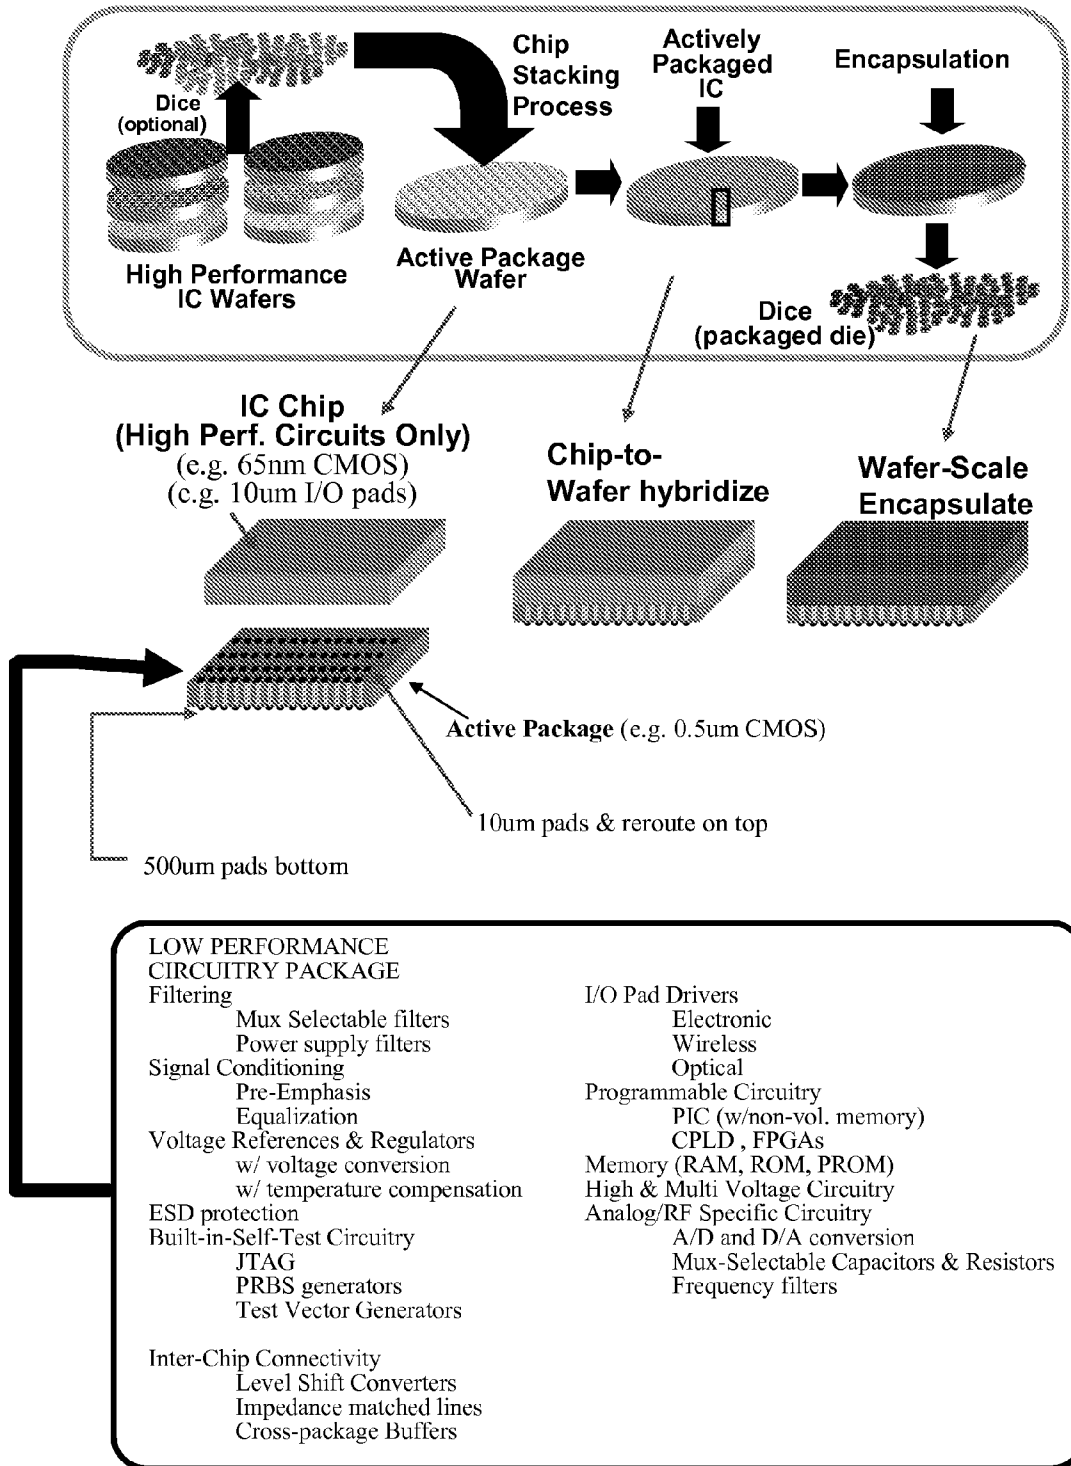 Chip
Stacking
Process
Actively
Packaged
IC
Encapsulation
Dice
(optional)
High Performance
IC Wafers
Active Package
Wafer
Dice
(packaged die)
IC Chip
(High Perf. Circuits Only)
(e.g. 65nm CMOS)
(e.g. 10um I/O pads)
Chip-to-
Wafer hybridize
Wafer-Scale
Encapsulate
Active Package (e.g. 0.5um CMOS)
10um pads & reroute on top
500um pads bottom
LOW PERFORMANCE
CIRCUITRY PACKAGE
Filtering
Mux Selectable filters
Power supply filters
Signal Conditioning
Pre-Emphasis
Equalization
Voltage References & Regulators
w/ voltage conversion
w/ temperature compensation
ESD protection
Built-in-Self-Test Circuitry
JTAG
PRBS generators
Test Vector Generators
Inter-Chip Connectivity
Level Shift Converters
Impedance matched lines
Cross-package Buffers
I/O Pad Drivers
Electronic
Wireless
Optical
Programmable Circuitry
PIC (w/non-vol. memory)
CPLD , FPGAs
Memory (RAM, ROM, PROM)
High & Multi Voltage Circuitry
Analog/RF Specific Circuitry
A/D and D/A conversion
Mux-Selectable Capacitors & Resistors
Frequency filters